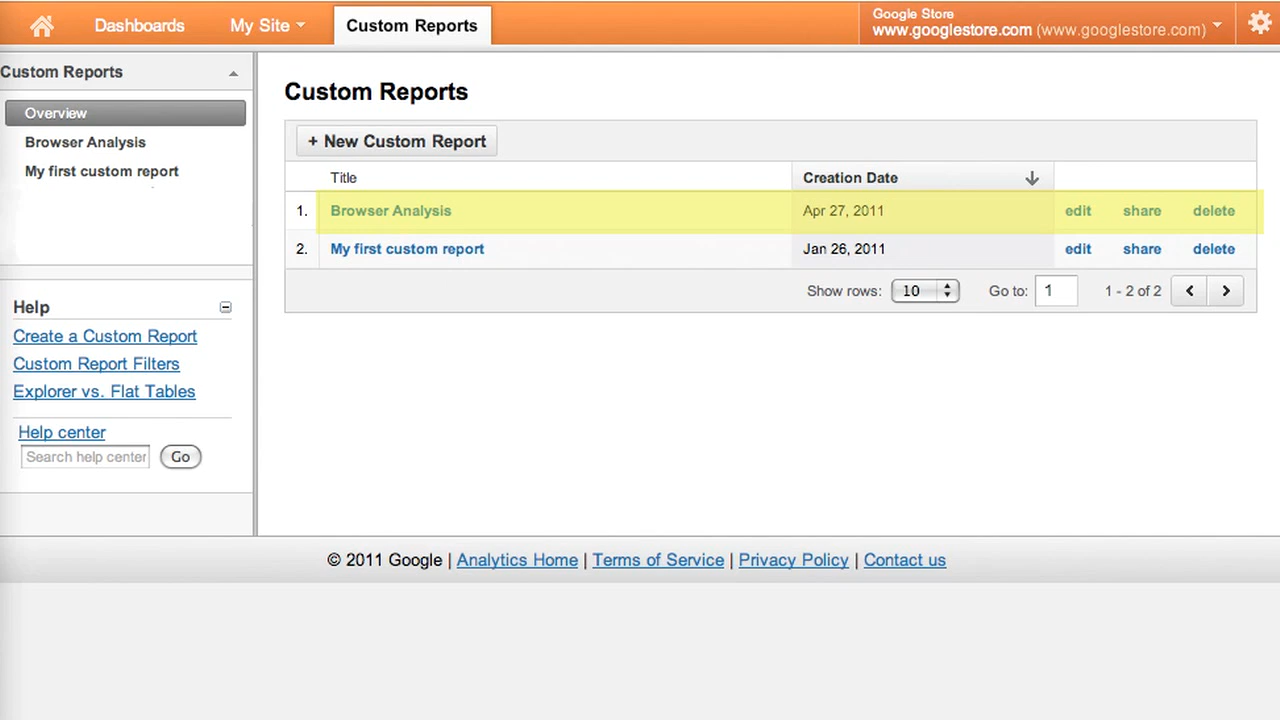 Dashboards My Site Custom Reports Google Store
www.googlestore.com (www.googlestore.com)
Custom Reports
Overview
Browser Analysis
My first custom report
Help
Create a Custom Report
Custom Report Filters
Explorer vs. Flat Tables
Help center
Search help center Go
Custom Reports
+ New Custom Report
Title Creation Date
1. Browser Analysis Apr 27, 2011 edit share delete
2. My first custom report Jan 26, 2011 edit share delete
Show rows: 10 Go to: 1 1 - 2 of 2
© 2011 Google | Analytics Home | Terms of Service | Privacy Policy | Contact us